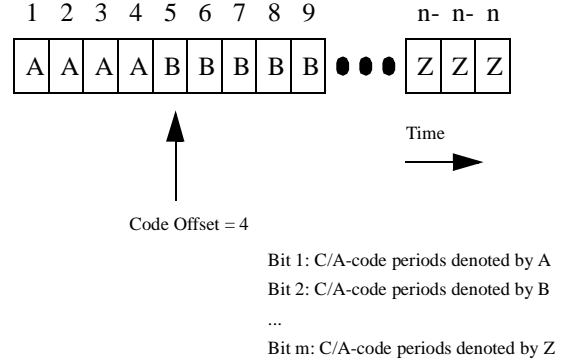 1 2 3 4 5 6 7 8 9 n- n- n
A A A A B B B B B Z Z Z
Time
Code Offset = 4
Bit 1: C/A-code periods denoted by A
Bit 2: C/A-code periods denoted by B
...
Bit m: C/A-code periods denoted by Z